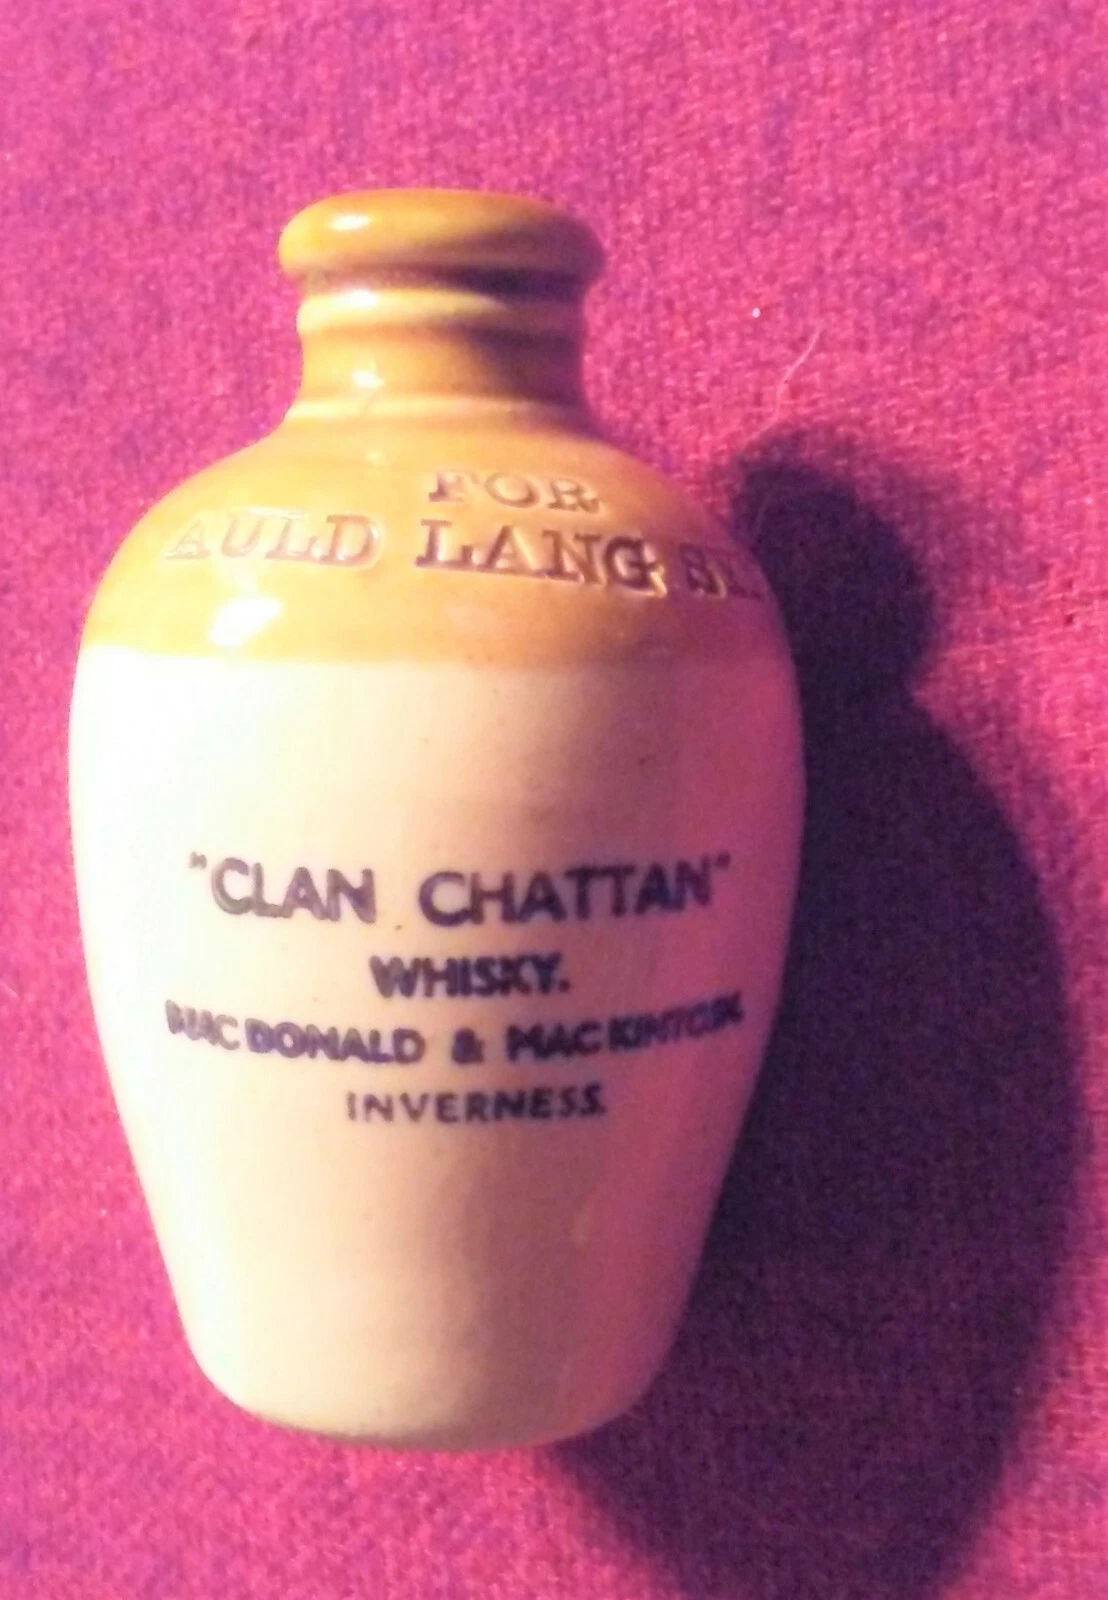 FOR
AULD LANG
"CLAN CHATTAN"
WHISKY.
MACDONALD & MACKINTOSH
INVERNESS.